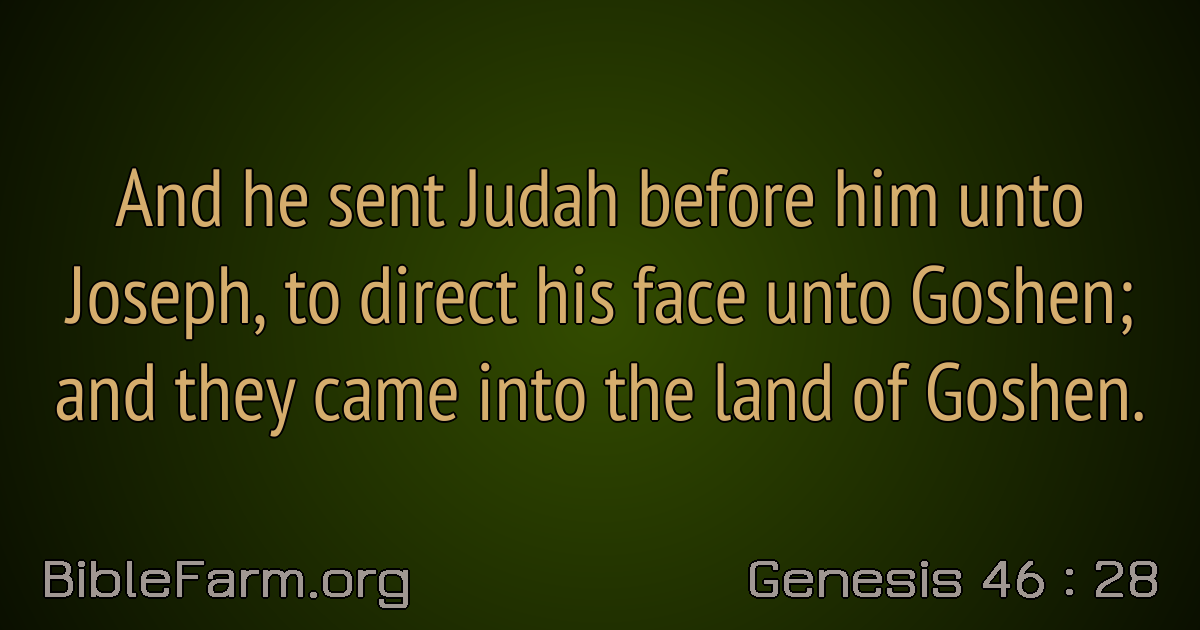 And he sent Judah before him unto
Joseph, to direct his face unto Goshen;
and they came into the land of Goshen.
BibleFarm.org
Genesis 46 : 28